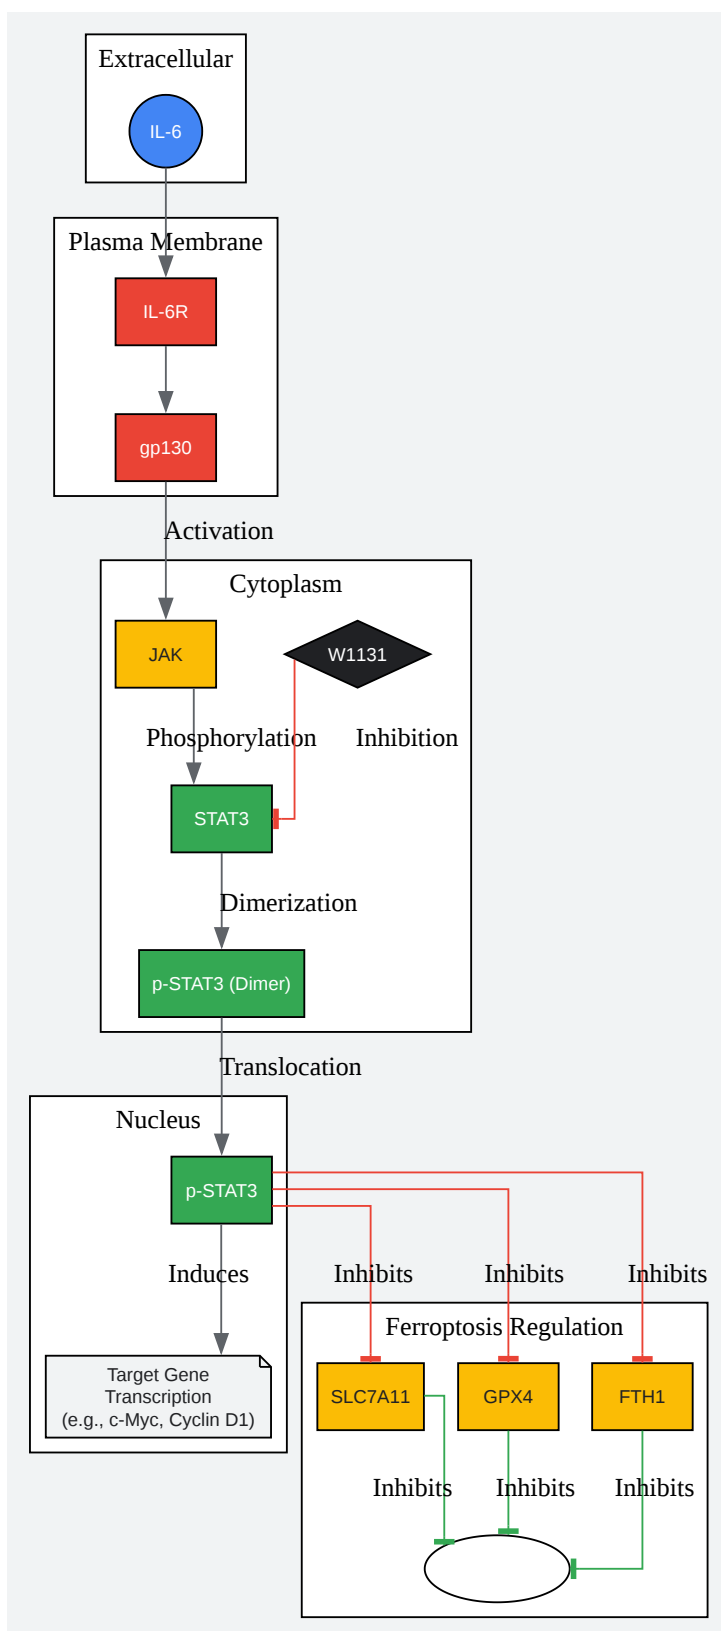 Extracellular
IL-6
Plasma Membrane
IL-6R
gp130
Activation
Cytoplasm
JAK
W1131
Phosphorylation
Inhibition
STAT3
Dimerization
p-STAT3 (Dimer)
Translocation
Nucleus
p-STAT3
Induces
Inhibits
Inhibits
Inhibits
Ferroptosis Regulation
Target Gene
Transcription
(e.g., c-Myc, Cyclin D1)
SLC7A11
GPX4
FTH1
Inhibits
Inhibits
Inhibits